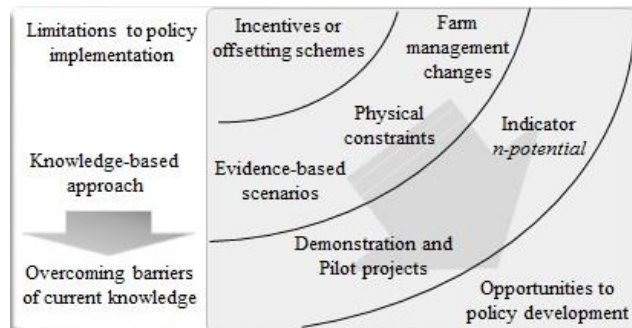 Limitations to policy
implementation
Knowledge-based
approach
Overcoming barriers
of current knowledge
Incentives or
offsetting schemes
Farm
management
changes
Physical
constraints
Evidence-based
scenarios
Indicator
n-potential
Demonstration and
Pilot projects
Opportunities to
policy development